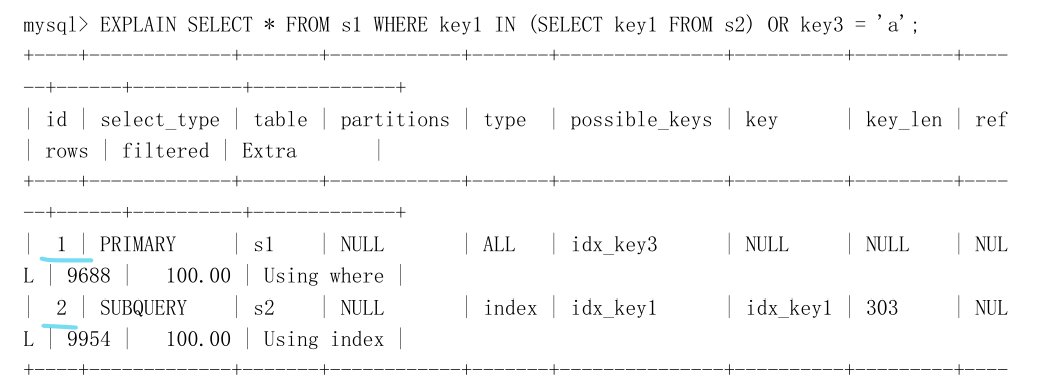 mysql> EXPLAIN SELECT * FROM s1 WHERE key1 IN (SELECT key1 FROM s2) OR key3 = 'a';
+----+-------------+-------+------------+-------+---------------+----------+---------+----
--+------+----------+-------------+
| id | select_type | table | partitions | type | possible_keys | key | key_len | ref
| rows | filtered | Extra |
+----+-------------+-------+------------+-------+---------------+----------+---------+----
--+------+----------+-------------+
| 1 | PRIMARY | s1 | NULL | ALL | idx_key3 | NULL | NULL | NUL
L | 9688 | 100.00 | Using where |
| 2 | SUBQUERY | s2 | NULL | index | idx_key1 | idx_key1 | 303 | NUL
L | 9954 | 100.00 | Using index |
+----+-------------+-------+------------+-------+---------------+----------+---------+----